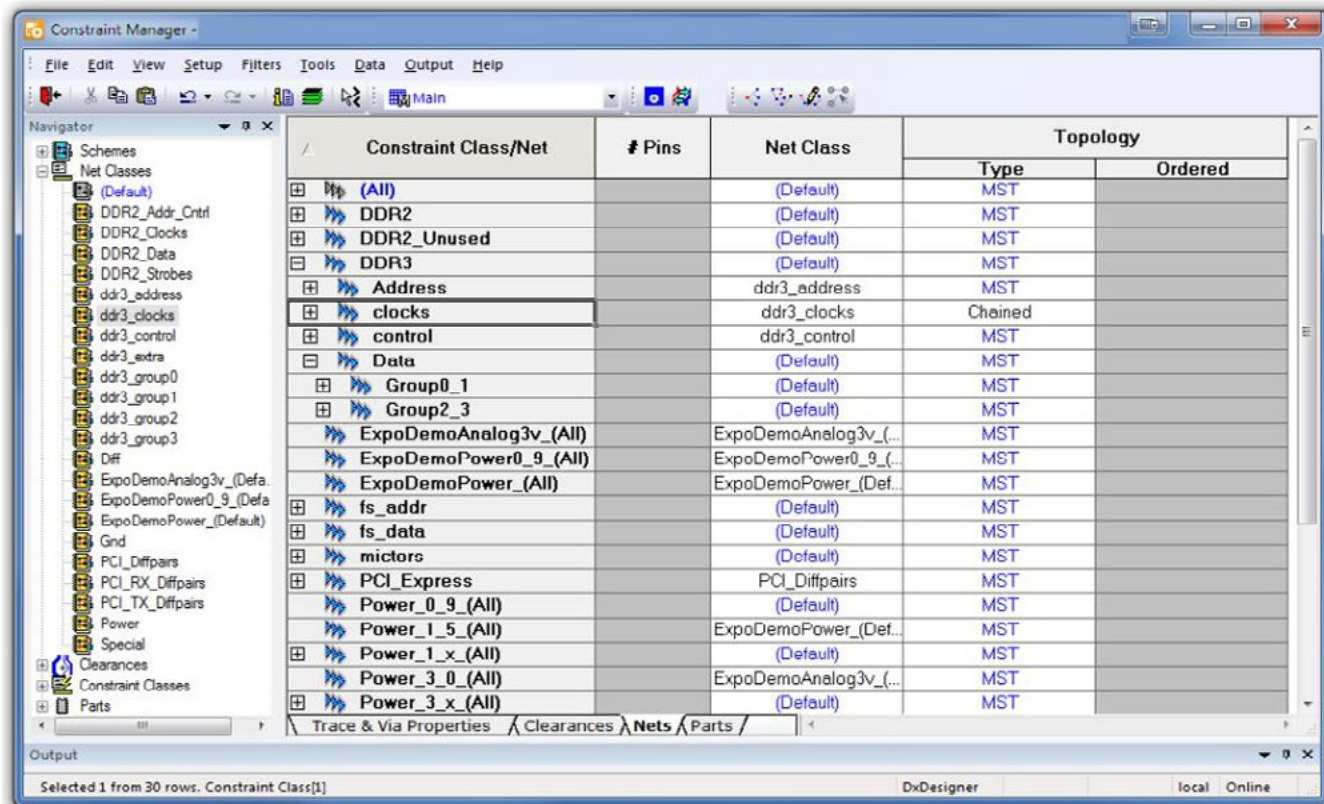 Constraint Manager -
File Edit View Setup Filters Tools Data Output Help
Main
Navigator
Schemes
Net Classes
(Default)
DDR2_Addr_Cntrl
DDR2_Clocks
DDR2_Data
DDR2_Strobes
ddr3_address
ddr3_clocks
ddr3_control
ddr3_extra
ddr3_group0
ddr3_group1
ddr3_group2
ddr3_group3
Diff
ExpoDemoAnalog3v_(Defa.
ExpoDemoPower0_9_(Defa
ExpoDemoPower_(Default)
Gnd
PCI_Diffpairs
PCI_RX_Diffpairs
PCI_TX_Diffpairs
Power
Special
Clearances
Constraint Classes
Parts
Constraint Class/Net # Pins Net Class Topology
Type Ordered
(All) (Default) MST
DDR2 (Default) MST
DDR2_Unused (Default) MST
DDR3 (Default) MST
Address ddr3_address MST
clocks ddr3_clocks Chained
control ddr3_control MST
Data (Default) MST
Group0_1 (Default) MST
Group2_3 (Default) MST
ExpoDemoAnalog3v_(All) ExpoDemoAnalog3v_(... MST
ExpoDemoPower0_9_(All) ExpoDemoPower0_9_(... MST
ExpoDemoPower_(All) ExpoDemoPower_(Def... MST
fs_addr (Default) MST
fs_data (Default) MST
mictors (Default) MST
PCI_Express PCI_Diffpairs MST
Power_0_9_(All) (Default) MST
Power_1_5_(All) ExpoDemoPower_(Def... MST
Power_1_x_(All) (Default) MST
Power_3_0_(All) ExpoDemoAnalog3v_(... MST
Power_3_x_(All) (Default) MST
Trace & Via Properties Clearances Nets Parts
Output
Selected 1 from 30 rows. Constraint Class[1] DxDesigner local Online